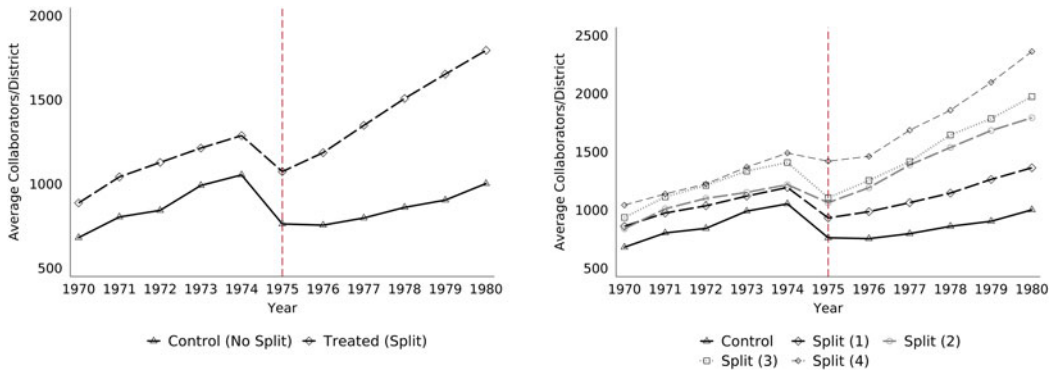 2000
1500
1000
500
Average Collaborators/District
1970 1971 1972 1973 1974 1975 1976 1977 1978 1979 1980
Year
Control (No Split) Treated (Split)
2500
2000
1500
1000
500
Average Collaborators/District
1970 1971 1972 1973 1974 1975 1976 1977 1978 1979 1980
Year
Control Split (1) Split (2)
Split (3) Split (4)